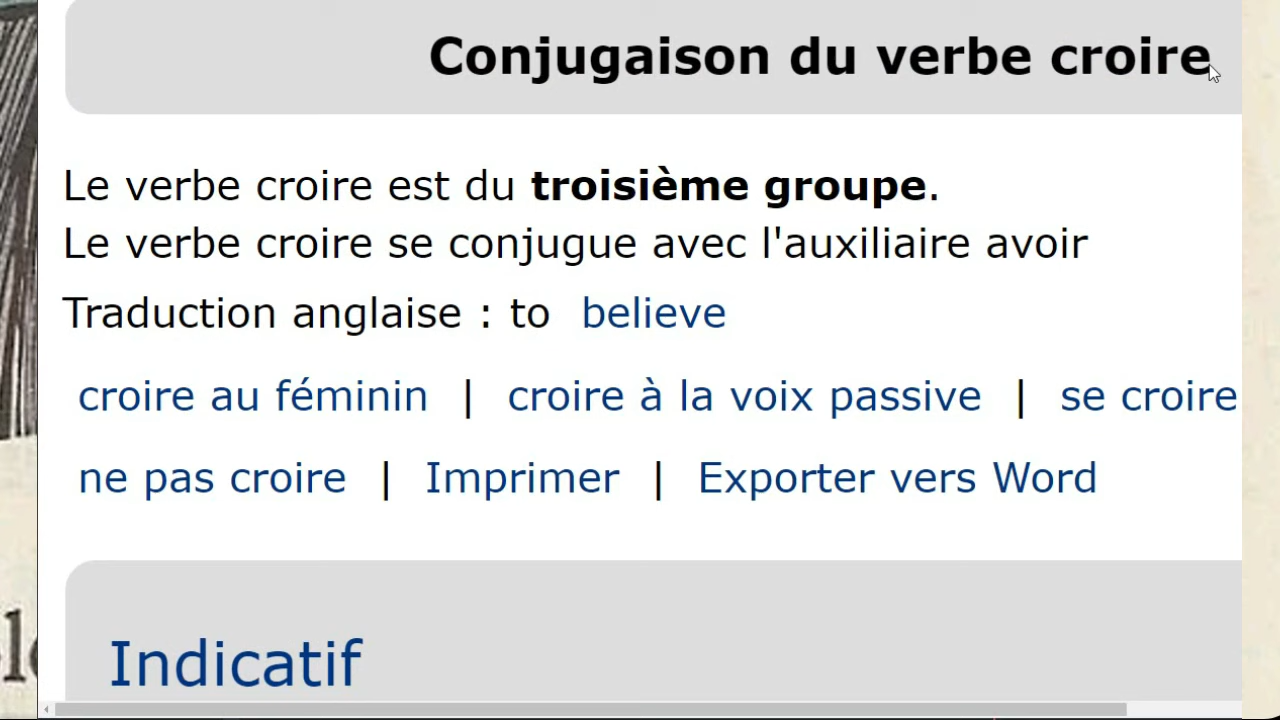 Conjugaison du verbe croire
Le verbe croire est du troisième groupe.
Le verbe croire se conjugue avec l'auxiliaire avoir
Traduction anglaise : to believe
croire au féminin | croire à la voix passive | se croire
ne pas croire | Imprimer | Exporter vers Word
Indicatif